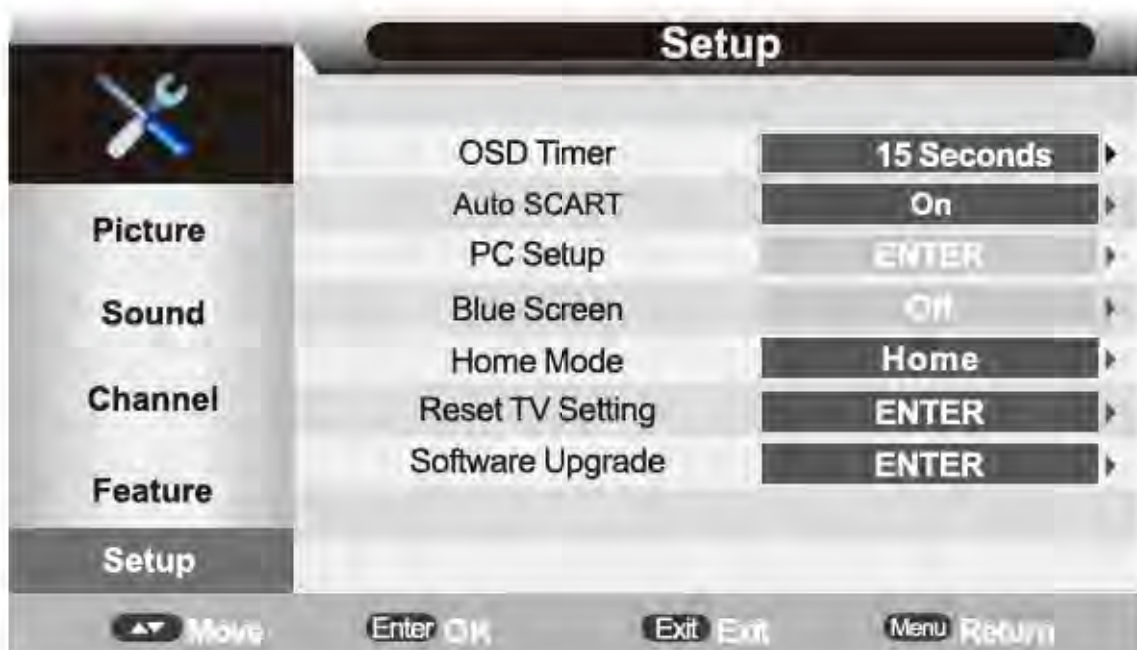 Setup
Picture
Sound
Channel
Feature
Setup
OSD Timer 15 Seconds
Auto SCART On
PC Setup ENTER
Blue Screen Off
Home Mode Home
Reset TV Setting ENTER
Software Upgrade ENTER
Move Enter OK Exit Exit Menu Return